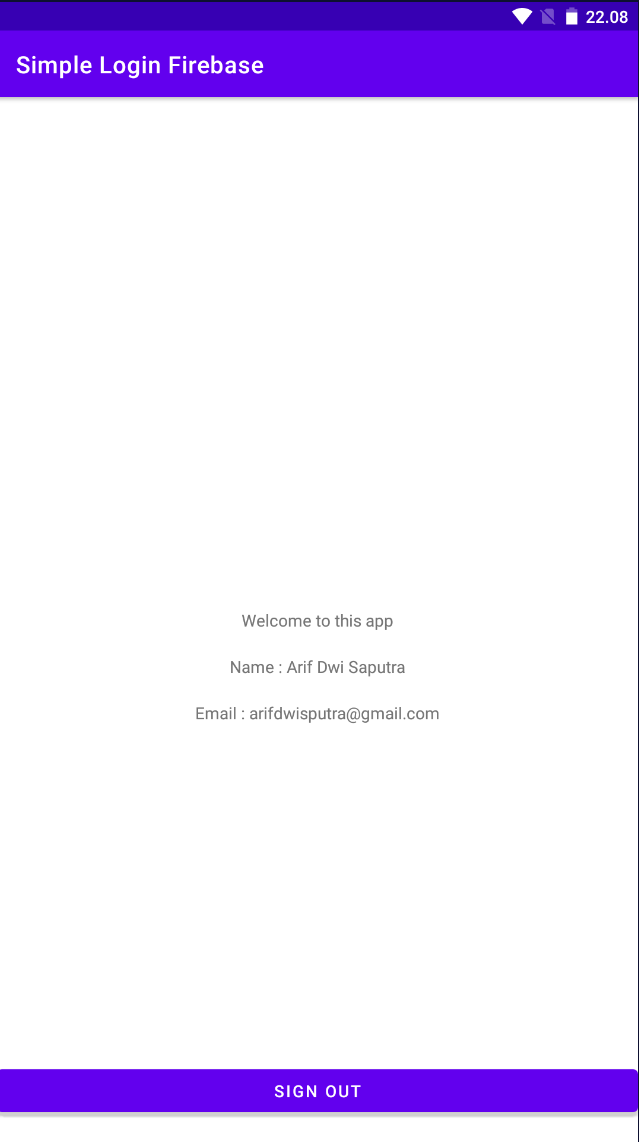 22.08
Simple Login Firebase
Welcome to this app
Name : Arif Dwi Saputra
Email : arifdwisputra@gmail.com
SIGN OUT